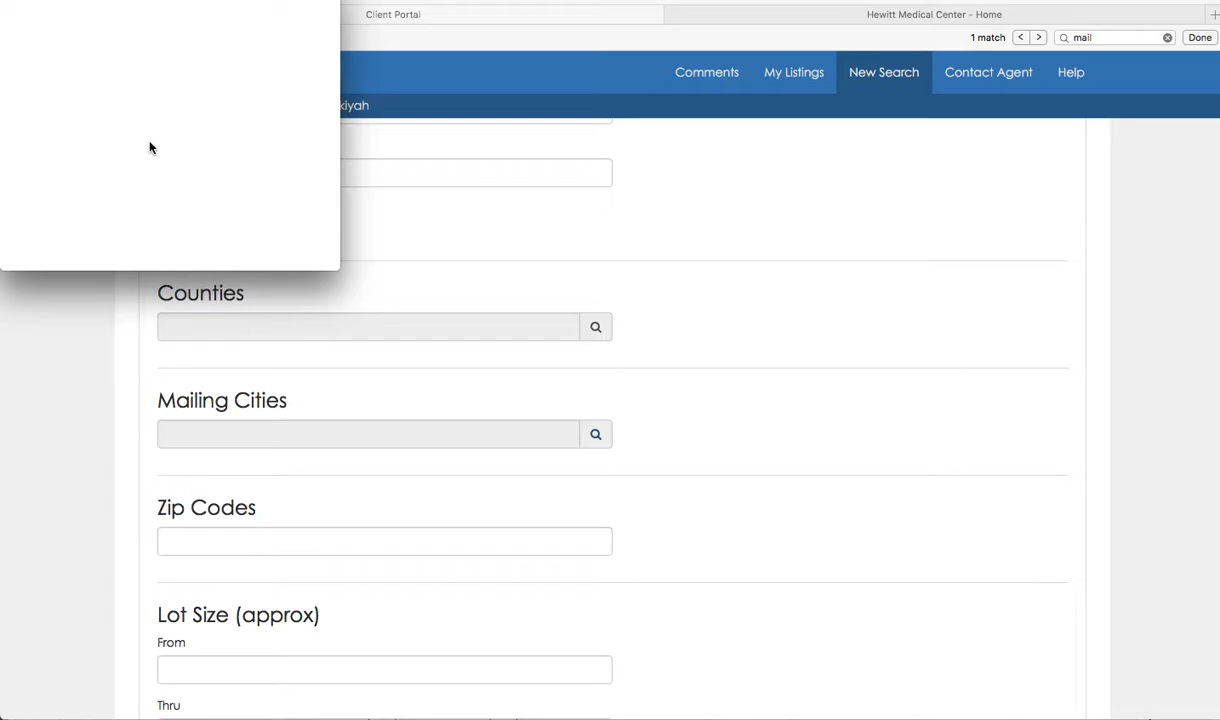 Client Portal
Hewitt Medical Center - Home
1 match
mail
Done
Comments
My Listings
New Search
Contact Agent
Help
kiyah
Counties
Mailing Cities
Zip Codes
Lot Size (approx)
From
Thru